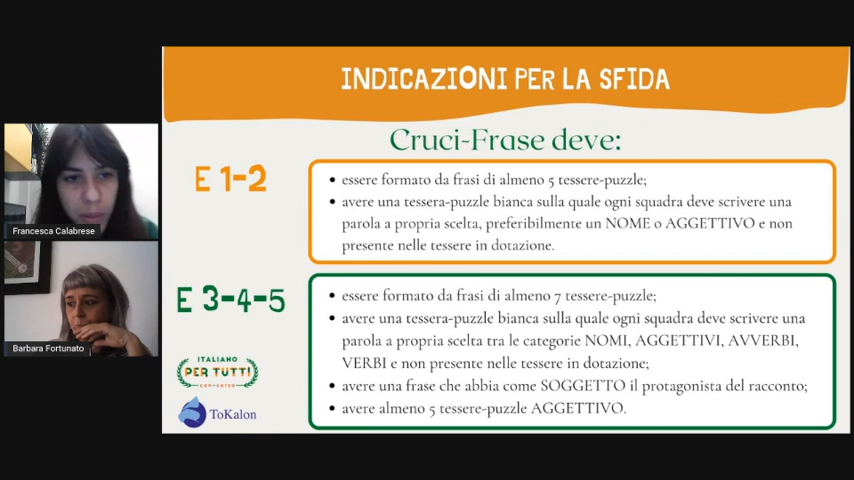 INDICAZIONI PER LA SFIDA
Cruci-Frase deve:
E 1-2
• essere formato da frasi di almeno 5 tessere-puzzle;
• avere una tessera-puzzle bianca sulla quale ogni squadra deve scrivere una
parola a propria scelta, preferibilmente un NOME o AGGETTIVO e non
presente nelle tessere in dotazione.
E 3-4-5
• essere formato da frasi di almeno 7 tessere-puzzle;
• avere una tessera-puzzle bianca sulla quale ogni squadra deve scrivere una
parola a propria scelta tra le categorie NOMI, AGGETTIVI, AVVERBI,
VERBI e non presente nelle tessere in dotazione;
• avere una frase che abbia come SOGGETTO il protagonista del racconto;
• avere almeno 5 tessere-puzzle AGGETTIVO.
ITALIANO
PER TUTTI
con-corso
ToKalon
Francesca Calabrese
Barbara Fortunato